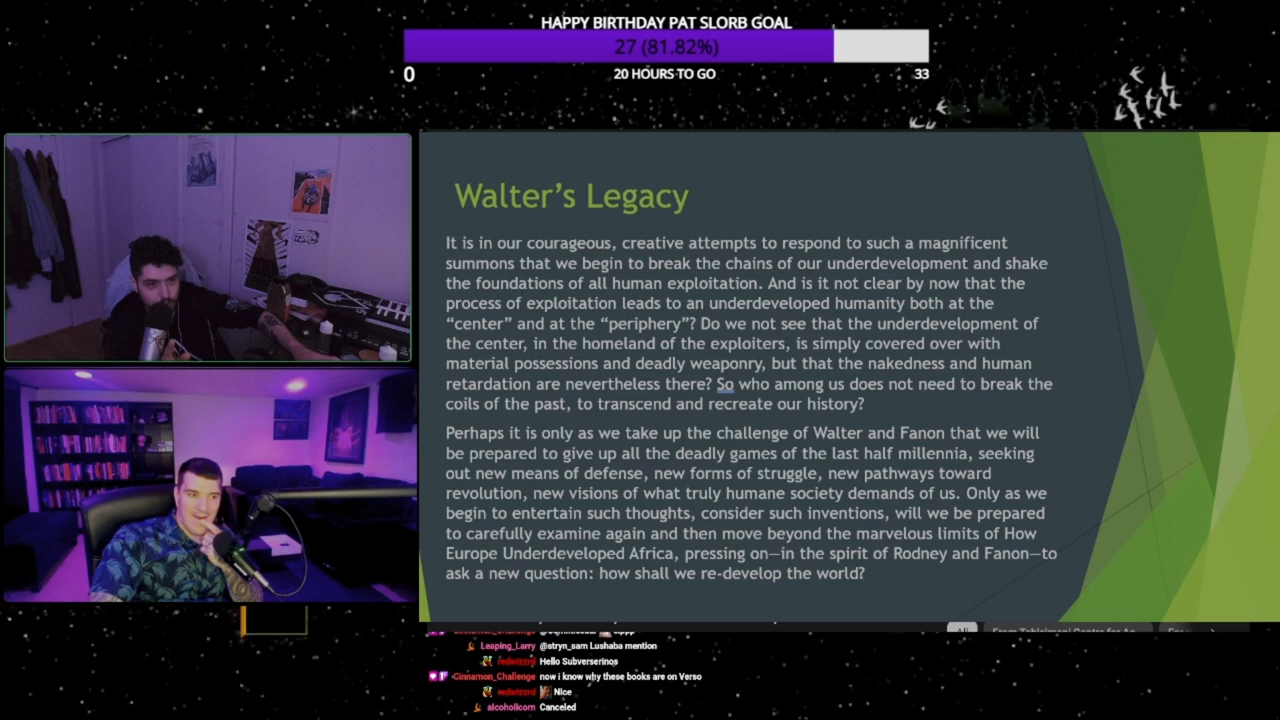 HAPPY BIRTHDAY PAT SLORB GOAL
27 (81.82%)
0
20 HOURS TO GO
33
Walter's Legacy
It is in our courageous, creative attempts to respond to such a magnificent
summons that we begin to break the chains of our underdevelopment and shake
the foundations of all human exploitation. And is it not clear by now that the
process of exploitation leads to an underdeveloped humanity both at the
“center” and at the “periphery”? Do we not see that the underdevelopment of
the center, in the homeland of the exploiters, is simply covered over with
material possessions and deadly weaponry, but that the nakedness and human
retardation are nevertheless there? So who among us does not need to break the
coils of the past, to transcend and recreate our history?
Perhaps it is only as we take up the challenge of Walter and Fanon that we will
be prepared to give up all the deadly games of the last half millennia, seeking
out new means of defense, new forms of struggle, new pathways toward
revolution, new visions of what truly humane society demands of us. Only as we
begin to entertain such thoughts, consider such inventions, will we be prepared
to carefully examine again and then move beyond the marvelous limits of How
Europe Underdeveloped Africa, pressing on—in the spirit of Rodney and Fanon—to
ask a new question: how shall we re-develop the world?
All
Cinnamon_Challenge
Leaping_Larry @stryn_sam Lushaba mention
redwizzrd Hello Subverserinos
Cinnamon_Challenge now i know why these books are on Verso
redwizzrd Nice
alcoholicorn Canceled